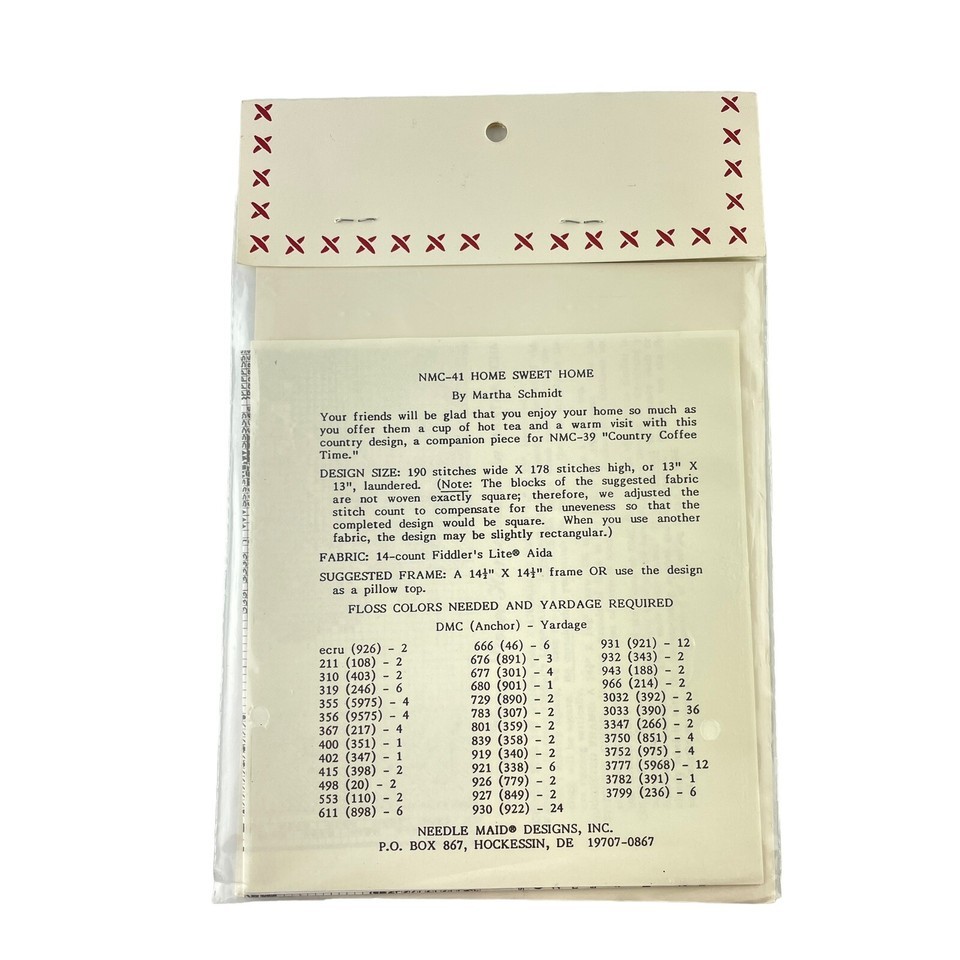 NMC-41 HOME SWEET HOME
By Martha Schmidt
Your friends will be glad that you enjoy your home so much as
you offer them a cup of hot tea and a warm visit with this
country design, a companion piece for NMC-39 "Country Coffee
Time."
DESIGN SIZE: 190 stitches wide X 178 stitches high, or 13" X
13", laundered. (Note: The blocks of the suggested fabric
are not woven exactly square; therefore, we adjusted the
stitch count to compensate for the uneveness so that the
completed design would be square. When you use another
fabric, the design may be slightly rectangular.)
FABRIC: 14-count Fiddler's Lite® Aida
SUGGESTED FRAME: A 14½" X 14½" frame OR use the design
as a pillow top.
FLOSS COLORS NEEDED AND YARDAGE REQUIRED
DMC (Anchor) - Yardage
ecru (926) - 2
211 (108) - 2
310 (403) - 2
319 (246) - 6
355 (5975) - 4
356 (9575) - 4
367 (217) - 4
400 (351) - 1
402 (347) - 1
415 (398) - 2
498 (20) - 2
553 (110) - 2
611 (898) - 6
666 (46) - 6
676 (891) - 3
677 (301) - 4
680 (901) - 1
729 (890) - 2
783 (307) - 2
801 (359) - 2
839 (358) - 2
919 (340) - 2
921 (338) - 6
926 (779) - 2
927 (849) - 2
930 (922) - 24
931 (921) - 12
932 (343) - 2
943 (188) - 2
966 (214) - 2
3032 (392) - 2
3033 (390) - 36
3347 (266) - 2
3750 (851) - 4
3752 (975) - 4
3777 (5968) - 12
3782 (391) - 1
3799 (236) - 6
NEEDLE MAID® DESIGNS, INC.
P.O. BOX 867, HOCKESSIN, DE 19707-0867